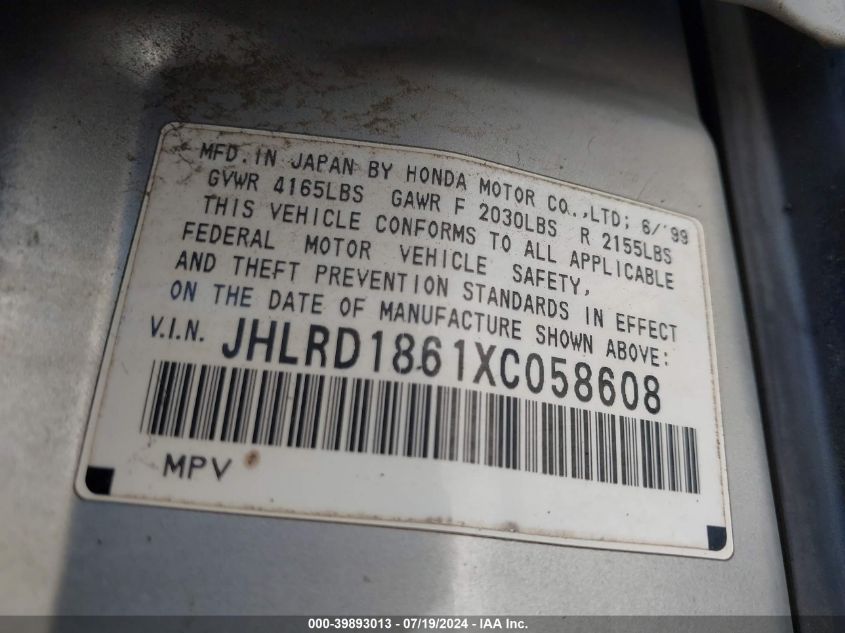 MFD. IN JAPAN BY HONDA MOTOR CO.,LTD; 6/'99
GVWR 4165LBS GAWR F 2030LBS R 2155LBS
THIS VEHICLE CONFORMS TO ALL APPLICABLE
FEDERAL MOTOR VEHICLE SAFETY,
AND THEFT PREVENTION STANDARDS IN EFFECT
ON THE DATE OF MANUFACTURE SHOWN ABOVE:
V.I.N. JHLRD1861XC058608
MPV
000-39893013 - 07/19/2024 - IAA Inc.